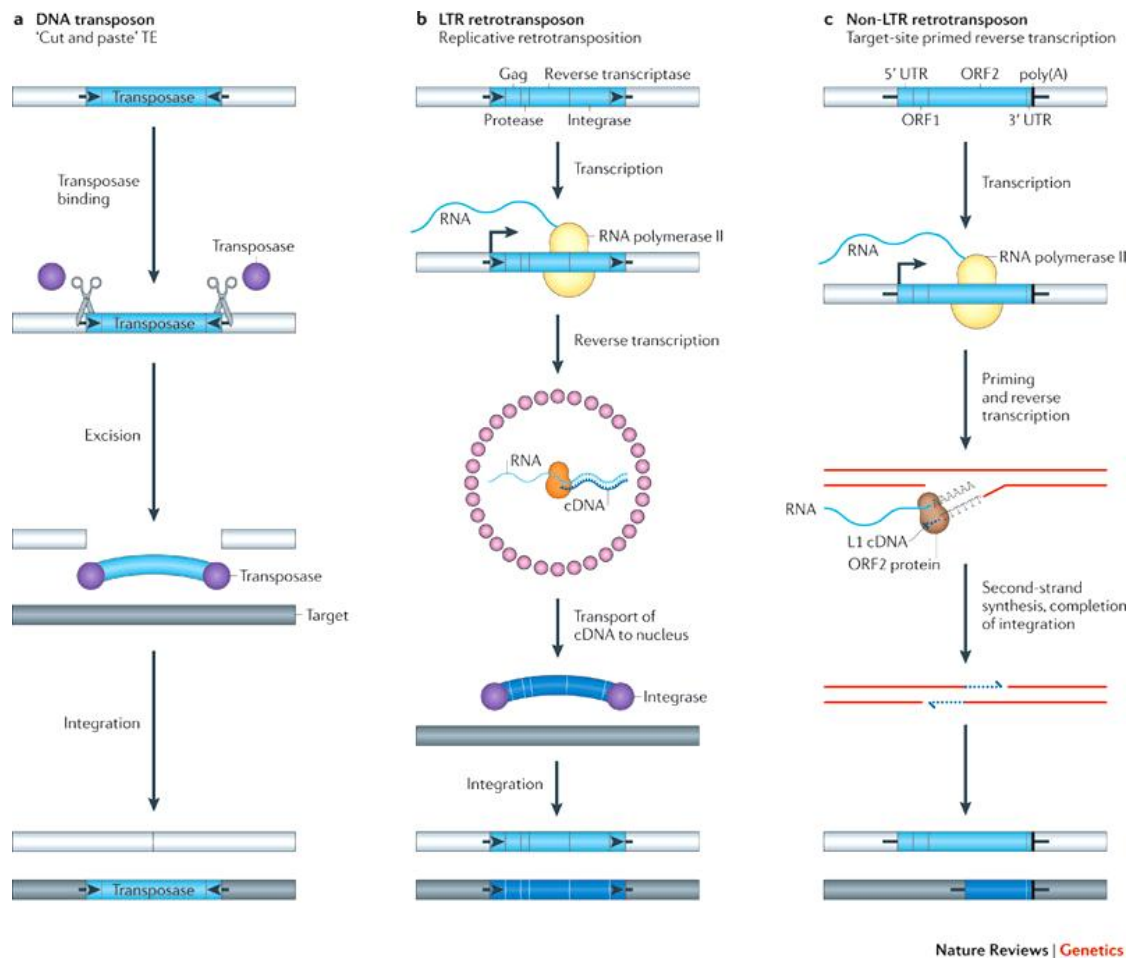 a DNA transposon
'Cut and paste' TE
Transposase
Transposase
binding
Transposase
Transposase
Excision
Transposase
Target
Integration
Transposase
b LTR retrotransposon
Replicative retrotransposition
Gag Reverse transcriptase
Protease Integrase
Transcription
RNA
RNA polymerase II
Reverse transcription
RNA
cDNA
Transport of
cDNA to nucleus
Integrase
Integration
c Non-LTR retrotransposon
Target-site primed reverse transcription
5′ UTR ORF2 poly(A)
ORF1 3′ UTR
Transcription
RNA
RNA polymerase II
Priming
and reverse
transcription
AAAAAA
RNA
L1 cDNA
ORF2 protein
Second-strand
synthesis, completion
of integration
Nature Reviews | Genetics